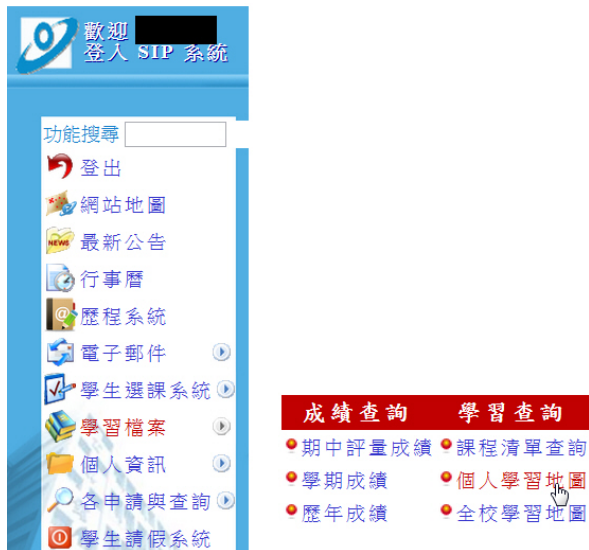 歡迎
登入 SIP 系統
功能搜尋
登出
網站地圖
NEWS 最新公告
行事曆
@ 歷程系統
電子郵件
學生選課系統
學習檔案
個人資訊
各申請與查詢
學生請假系統
成績查詢 學習查詢
期中評量成績 課程清單查詢
學期成績 個人學習地圖
歷年成績 全校學習地圖